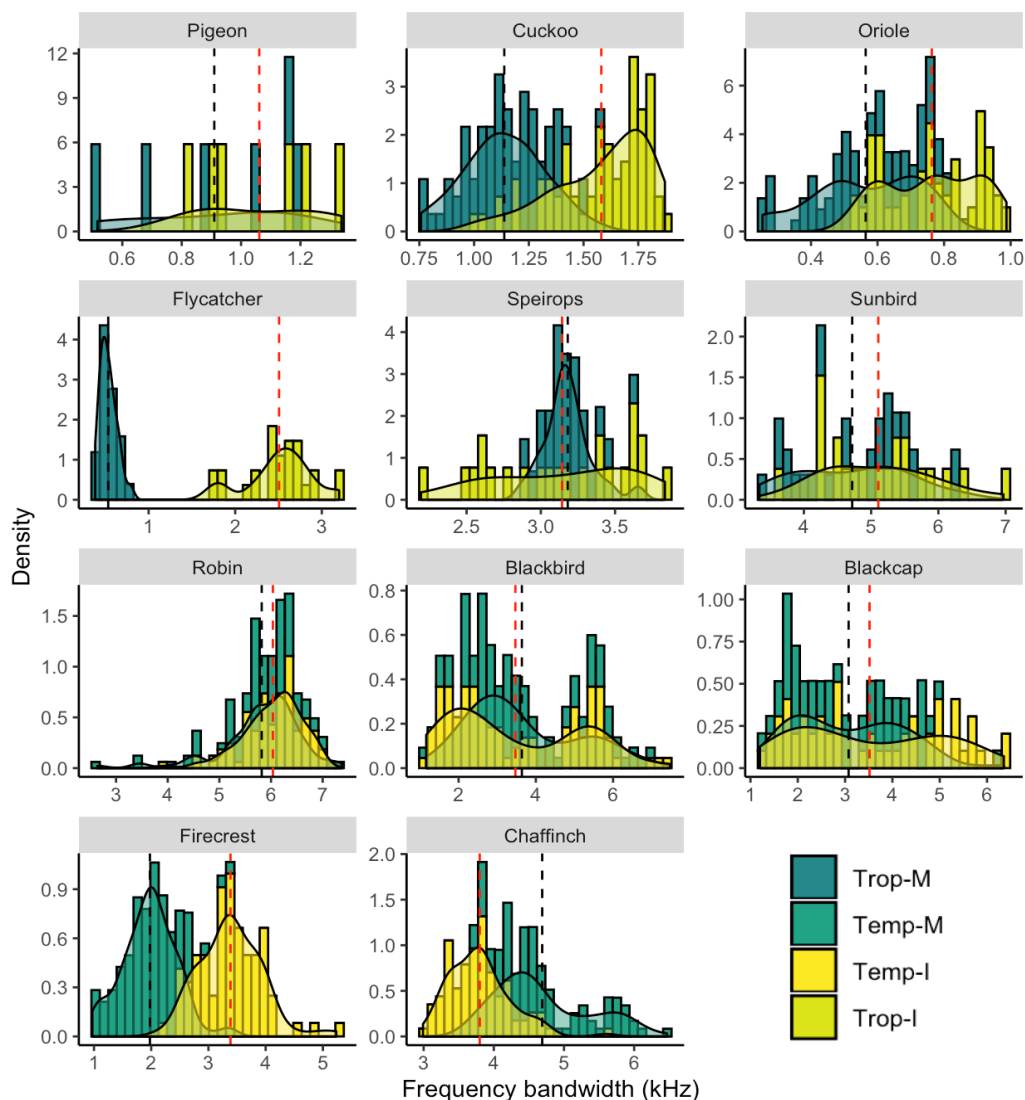 Pigeon Cuckoo Oriole
12
9
6
3
0
0.6 0.8 1.0 1.2
3
2
1
0
0.75 1.00 1.25 1.50 1.75
6
4
2
0
0.4 0.6 0.8 1.0
Flycatcher Speirops Sunbird
4
3
2
1
0
1 2 3
4
3
2
1
0
2.5 3.0 3.5
2.0
1.5
1.0
0.5
0.0
4 5 6 7
Density
Robin Blackbird Blackcap
1.5
1.0
0.5
0.0
3 4 5 6 7
0.8
0.6
0.4
0.2
0.0
2 4 6
1.00
0.75
0.50
0.25
0.00
1 2 3 4 5 6
Firecrest Chaffinch
0.9
0.6
0.3
0.0
1 2 3 4 5
2.0
1.5
1.0
0.5
0.0
3 4 5 6
Trop-M
Temp-M
Temp-I
Trop-I
Frequency bandwidth (kHz)